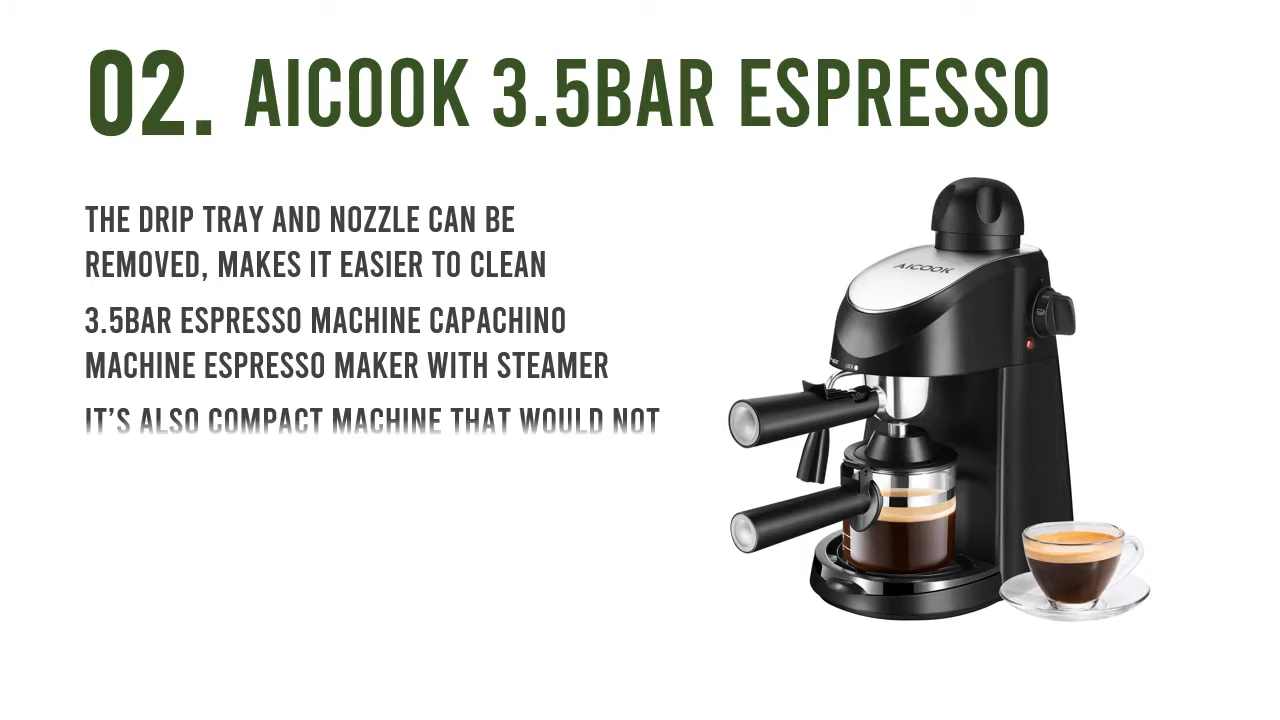 02. AICOOK 3.5BAR ESPRESSO
THE DRIP TRAY AND NOZZLE CAN BE
REMOVED, MAKES IT EASIER TO CLEAN
3.5BAR ESPRESSO MACHINE CAPACHINO
MACHINE ESPRESSO MAKER WITH STEAMER
IT'S ALSO COMPACT MACHINE THAT WOULD NOT
AICOOK
LOCK